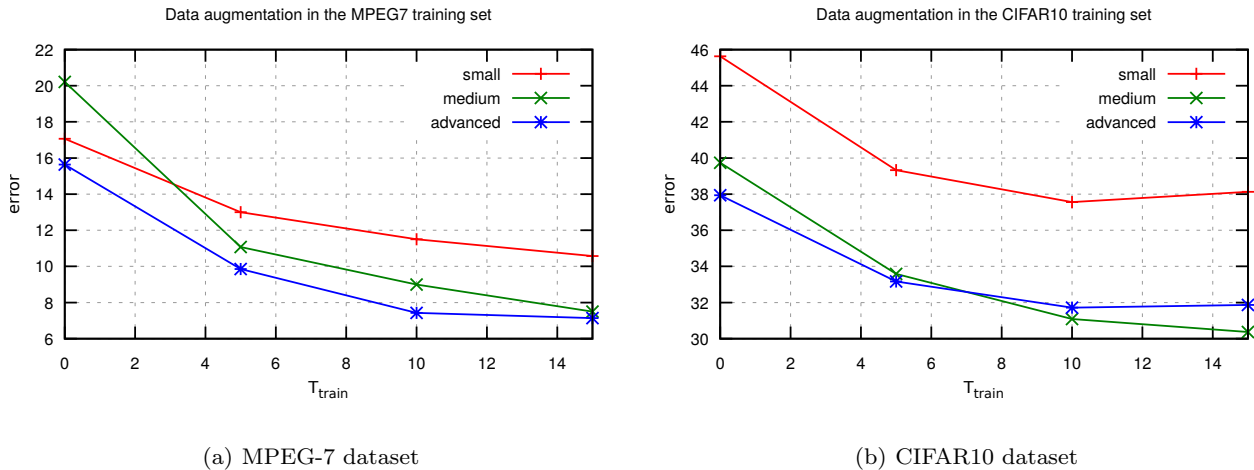 Data augmentation in the MPEG7 training set
22
20
18
16
14
12
10
8
6
error
small
medium
advanced
0 2 4 6 8 10 12 14
T_train
(a) MPEG-7 dataset
Data augmentation in the CIFAR10 training set
46
44
42
40
38
36
34
32
30
error
small
medium
advanced
0 2 4 6 8 10 12 14
T_train
(b) CIFAR10 dataset